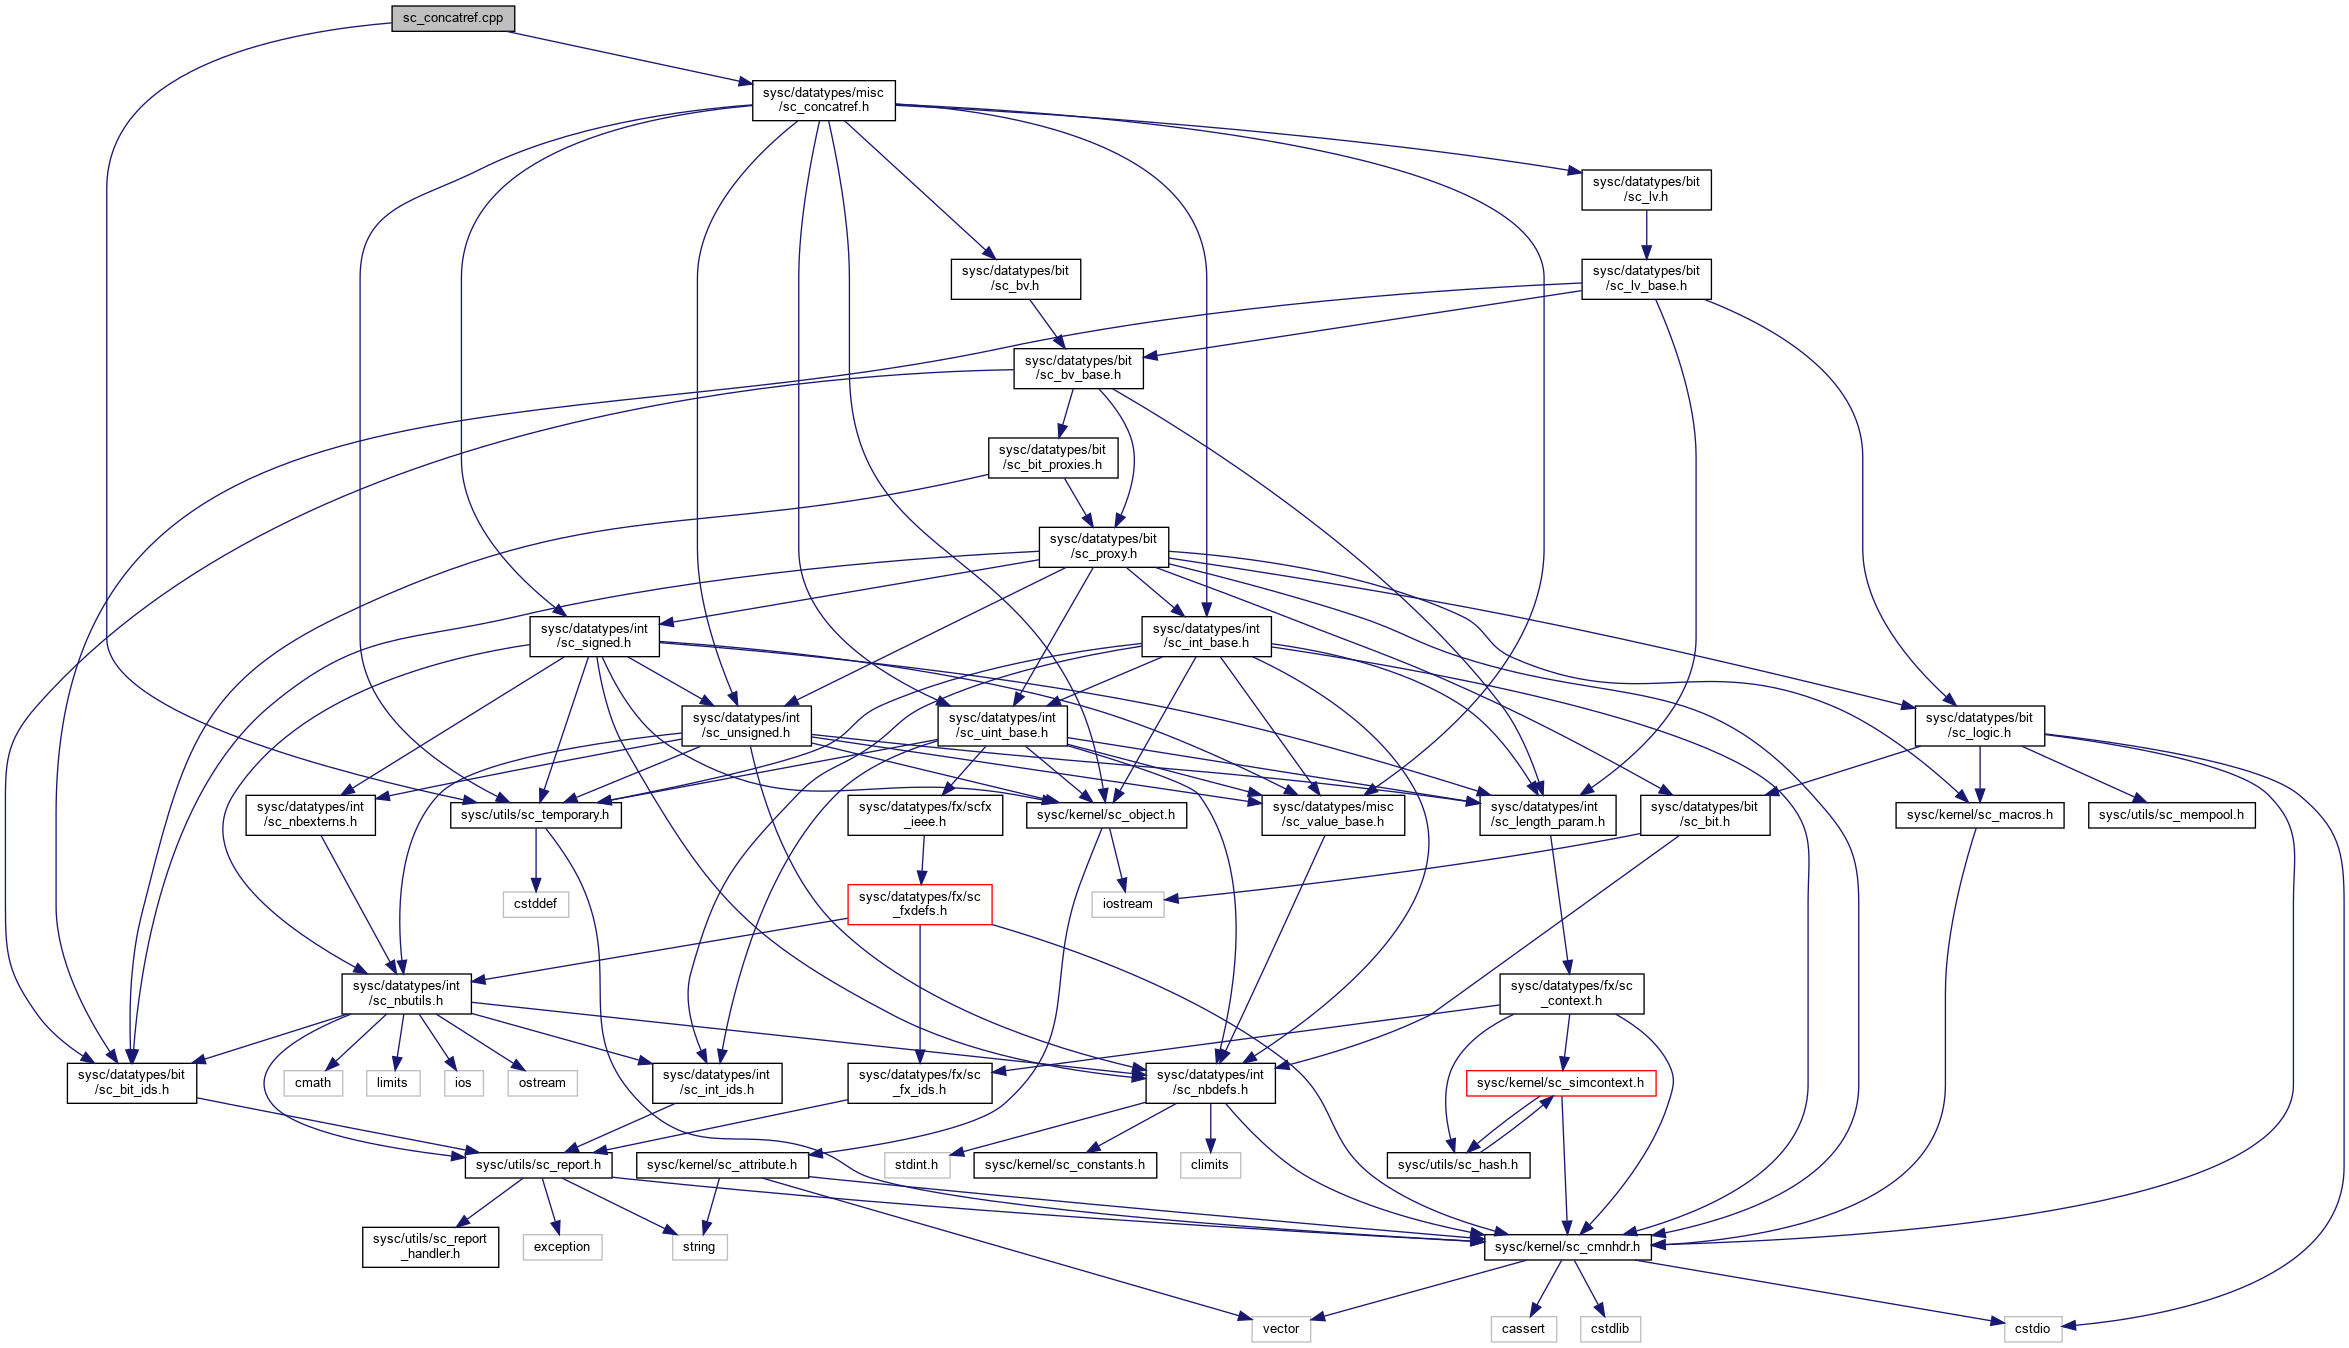 sc_concatref.cpp
sysc/datatypes/misc
/sc_concatref.h
sysc/datatypes/bit
/sc_lv.h
sysc/datatypes/bit
/sc_bv.h
sysc/datatypes/bit
/sc_lv_base.h
sysc/datatypes/bit
/sc_bv_base.h
sysc/datatypes/bit
/sc_bit_proxies.h
sysc/datatypes/bit
/sc_proxy.h
sysc/datatypes/int
/sc_signed.h
sysc/datatypes/int
/sc_int_base.h
sysc/datatypes/int
/sc_unsigned.h
sysc/datatypes/int
/sc_uint_base.h
sysc/datatypes/bit
/sc_logic.h
sysc/datatypes/int
/sc_nbexterns.h
sysc/utils/sc_temporary.h
sysc/datatypes/fx/scfx
_ieee.h
sysc/kernel/sc_object.h
sysc/datatypes/misc
/sc_value_base.h
sysc/datatypes/int
/sc_length_param.h
sysc/datatypes/bit
/sc_bit.h
sysc/kernel/sc_macros.h
sysc/utils/sc_mempool.h
cstddef
sysc/datatypes/fx/sc
_fxdefs.h
iostream
sysc/datatypes/int
/sc_nbutils.h
sysc/datatypes/fx/sc
_context.h
sysc/datatypes/bit
/sc_bit_ids.h
cmath
limits
ios
ostream
sysc/datatypes/int
/sc_int_ids.h
sysc/datatypes/fx/sc
_fx_ids.h
sysc/datatypes/int
/sc_nbdefs.h
sysc/kernel/sc_simcontext.h
sysc/utils/sc_report.h
sysc/kernel/sc_attribute.h
stdint.h
sysc/kernel/sc_constants.h
climits
sysc/utils/sc_hash.h
sysc/utils/sc_report
_handler.h
exception
string
sysc/kernel/sc_cmnhdr.h
vector
cassert
cstdlib
cstdio